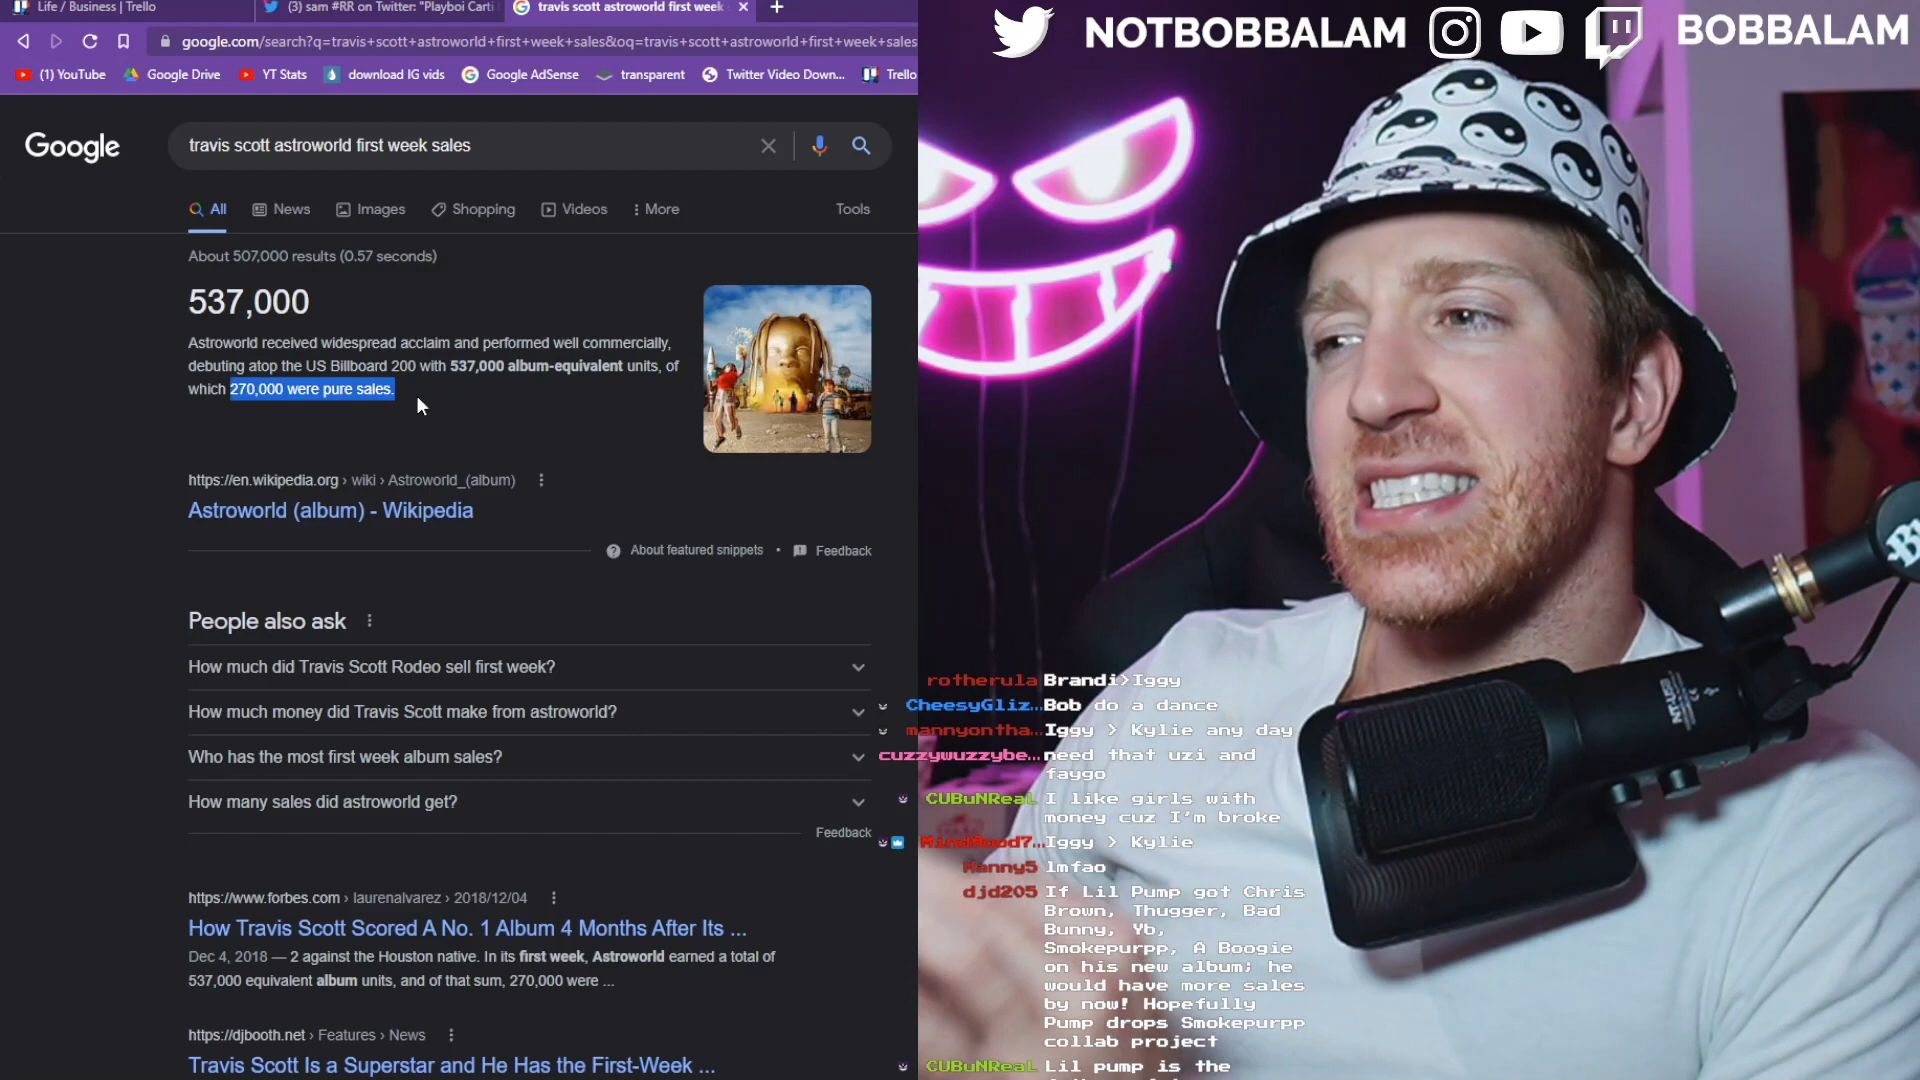 Life / Business | Trello
(3) sam #RR on Twitter: "Playboi Carti
travis scott astroworld first week
google.com/search?q=travis+scott+astroworld+first+week+sales&oq=travis+scott+astroworld+first+week+sales
(1) YouTube
Google Drive
YT Stats
download IG vids
Google AdSense
transparent
Twitter Video Down...
Trello
NOTBOBBALAM
BOBBALAM
Google
travis scott astroworld first week sales
All
News
Images
Shopping
Videos
More
Tools
About 507,000 results (0.57 seconds)
537,000
Astroworld received widespread acclaim and performed well commercially,
debuting atop the US Billboard 200 with 537,000 album-equivalent units, of
which 270,000 were pure sales.
https://en.wikipedia.org › wiki › Astroworld_(album)
Astroworld (album) - Wikipedia
About featured snippets
•
Feedback
People also ask
How much did Travis Scott Rodeo sell first week?
How much money did Travis Scott make from astroworld?
Who has the most first week album sales?
How many sales did astroworld get?
Feedback
https://www.forbes.com › laurenalvarez › 2018/12/04
How Travis Scott Scored A No. 1 Album 4 Months After Its ...
Dec 4, 2018 — 2 against the Houston native. In its first week, Astroworld earned a total of
537,000 equivalent album units, and of that sum, 270,000 were ...
https://djbooth.net › Features › News
Travis Scott Is a Superstar and He Has the First-Week ...
rotherula Brandi>Iggy
CheesyGliz... Bob do a dance
mannyontha... Iggy > Kylie any day
cuzzywuzzybe... need that uzi and
faygo
CUBuNReaL I like girls with
money cuz I'm broke
MindHood7... Iggy > Kylie
Manny5 lmfao
djd205 If Lil Pump got Chris
Brown, Thugger, Bad
Bunny, Yb,
Smokepurpp, A Boogie
on his new album; he
would have more sales
by now! Hopefully
Pump drops Smokepurpp
collab project
CUBuNReaL Lil pump is the